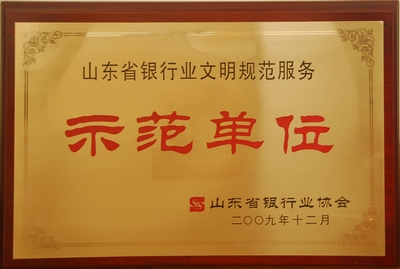 山东省银行业文明规范服务
示范单位
山东省银行业协会
二〇〇九年十二月